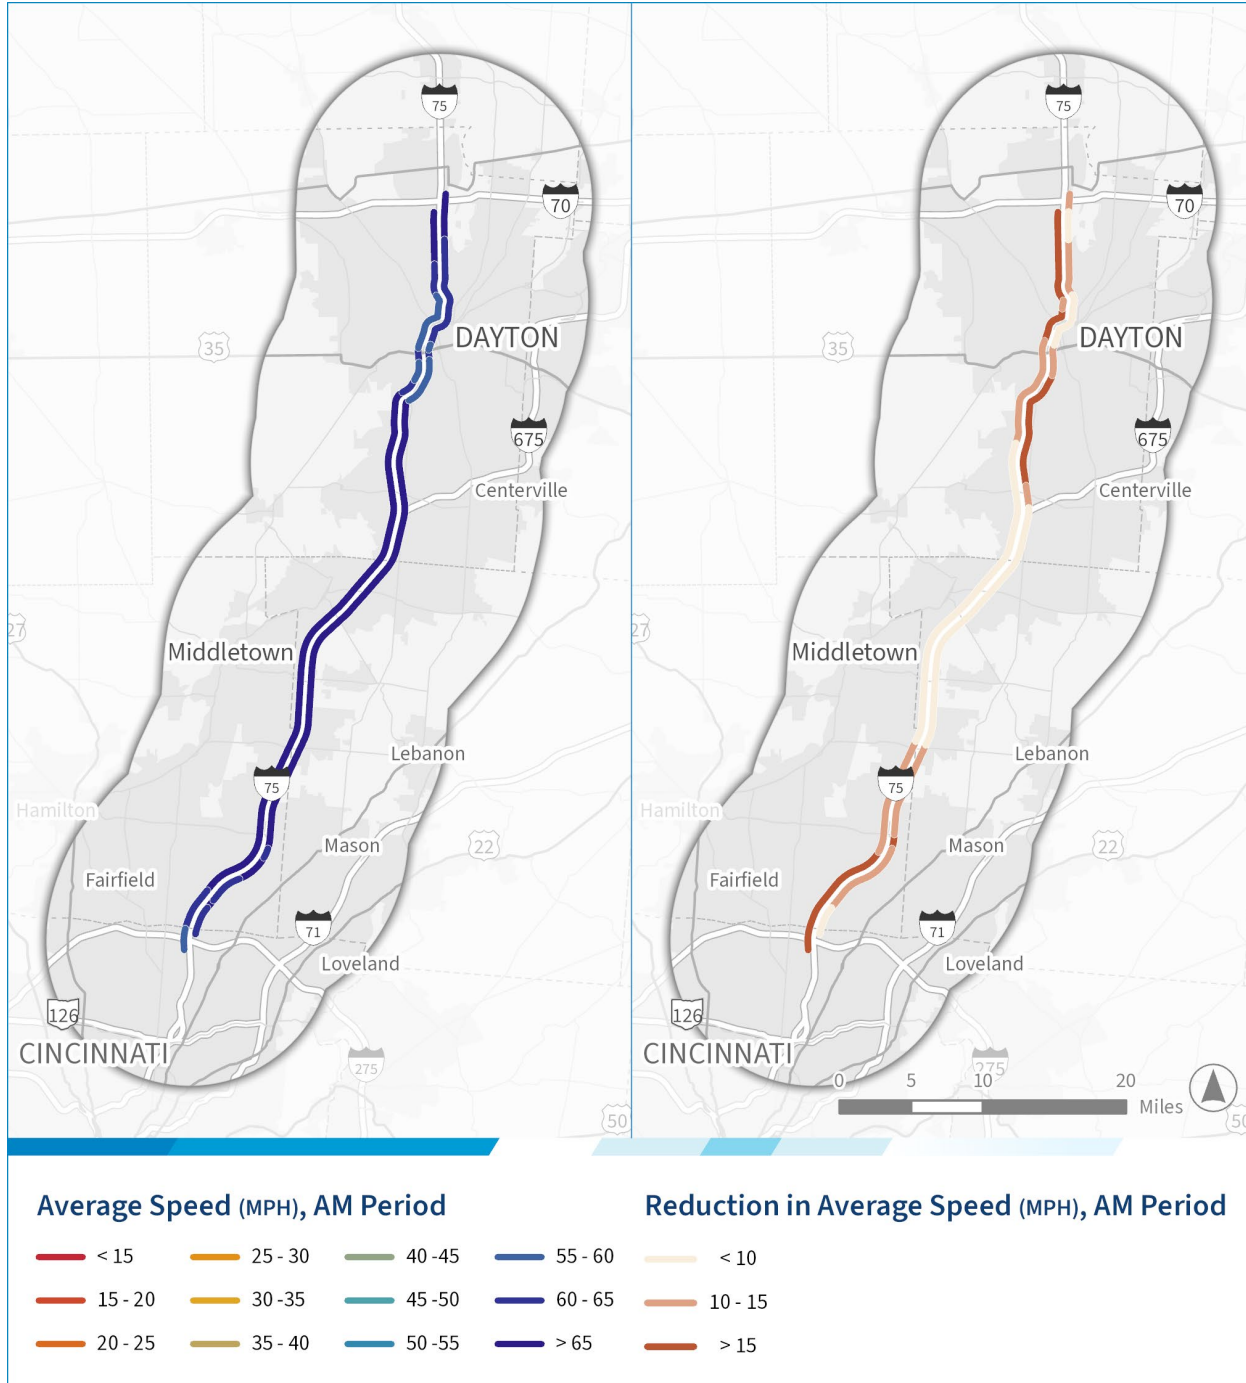 75
70
DAYTON
35
675
Centerville
27
Middletown
Lebanon
75
Hamilton
Mason
22
Fairfield
71
Loveland
126
CINCINNATI
275
50
75
70
DAYTON
35
675
Centerville
27
Middletown
Lebanon
75
Hamilton
Mason
22
Fairfield
71
Loveland
126
CINCINNATI
275
0 5 10 20
Miles
50
Average Speed (MPH), AM Period
< 15
15 - 20
20 - 25
25 - 30
30 -35
35 - 40
40 -45
45 -50
50 -55
55 - 60
60 - 65
> 65
Reduction in Average Speed (MPH), AM Period
< 10
10 - 15
> 15